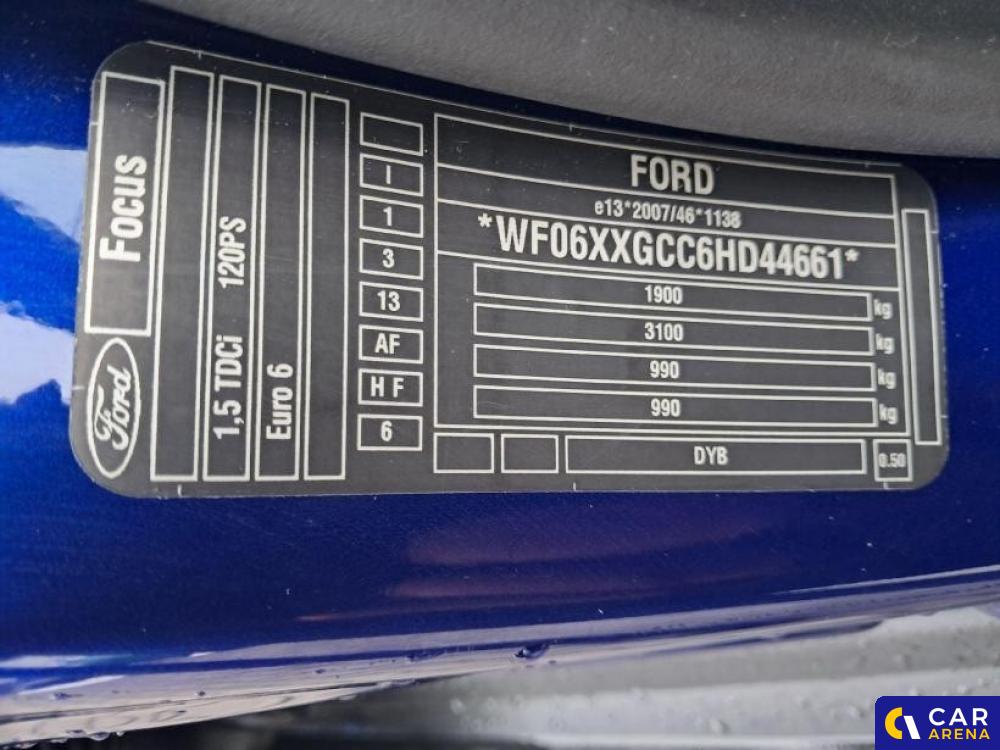 Focus
Ford
1,5 TDCi 120PS
Euro 6
I
1
3
13
AF
H F
6
FORD
e13*2007/46*1138
*WF06XXGCC6HD44661*
1900 kg
3100 kg
990 kg
990 kg
DYB
0.50
CAR
ARENA